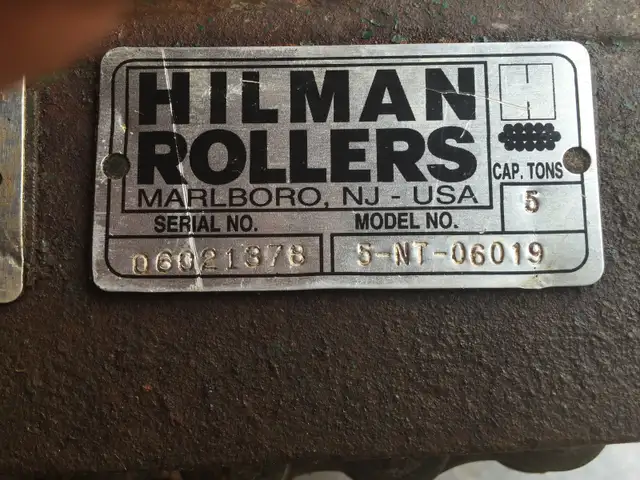 HILMAN
ROLLERS
MARLBORO, NJ - USA
H
CAP. TONS
5
SERIAL NO. MODEL NO.
06021378 5-NT-06019